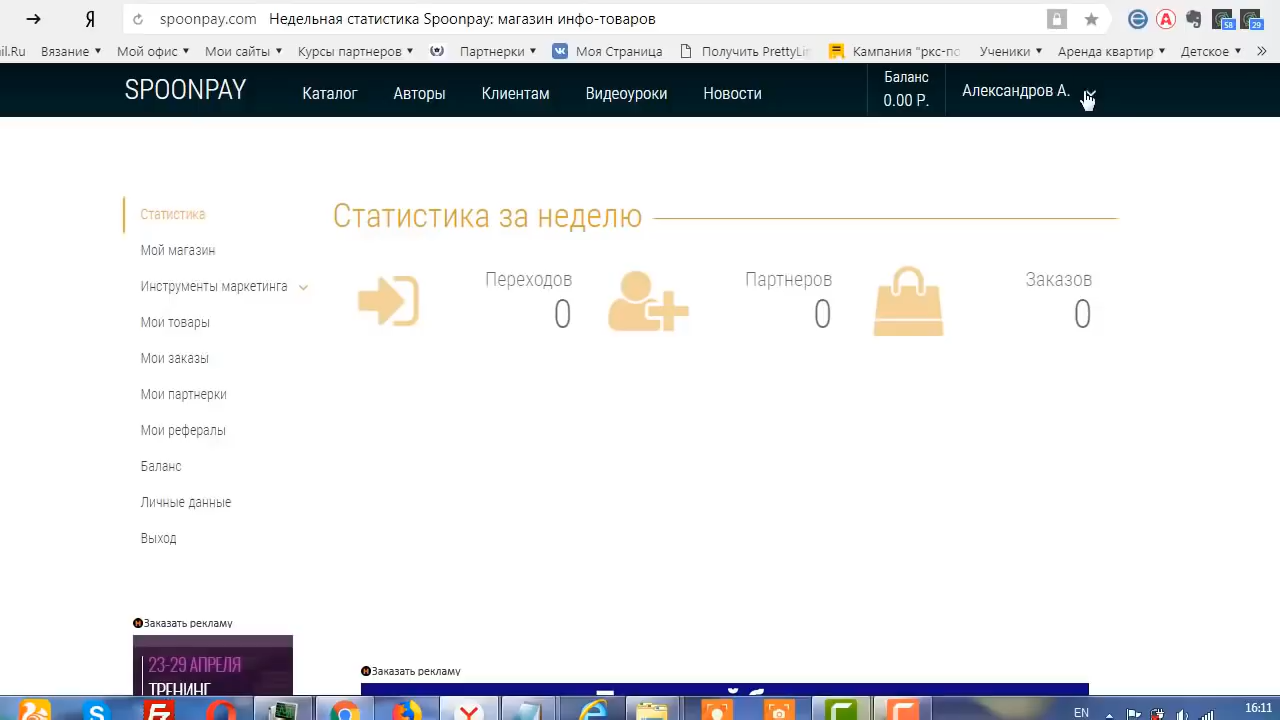 Я spoonpay.com Недельная статистика Spoonpay: магазин инфо-товаров
il.Ru Вязание Мой офис Мои сайты Курсы партнеров Партнерки Моя Страница Получить PrettyLi Кампания "ркс-по Ученики Аренда квартир Детское
58 29
SPOONPAY Каталог Авторы Клиентам Видеоуроки Новости
Баланс
0.00 Р.
Александров А.
Статистика
Мой магазин
Инструменты маркетинга
Мои товары
Мои заказы
Мои партнерки
Мои рефералы
Баланс
Личные данные
Выход
Статистика за неделю
Переходов
0
Партнеров
0
Заказов
0
Заказать рекламу
23-29 АПРЕЛЯ
ТРЕНИНГ
Заказать рекламу
EN 16:11